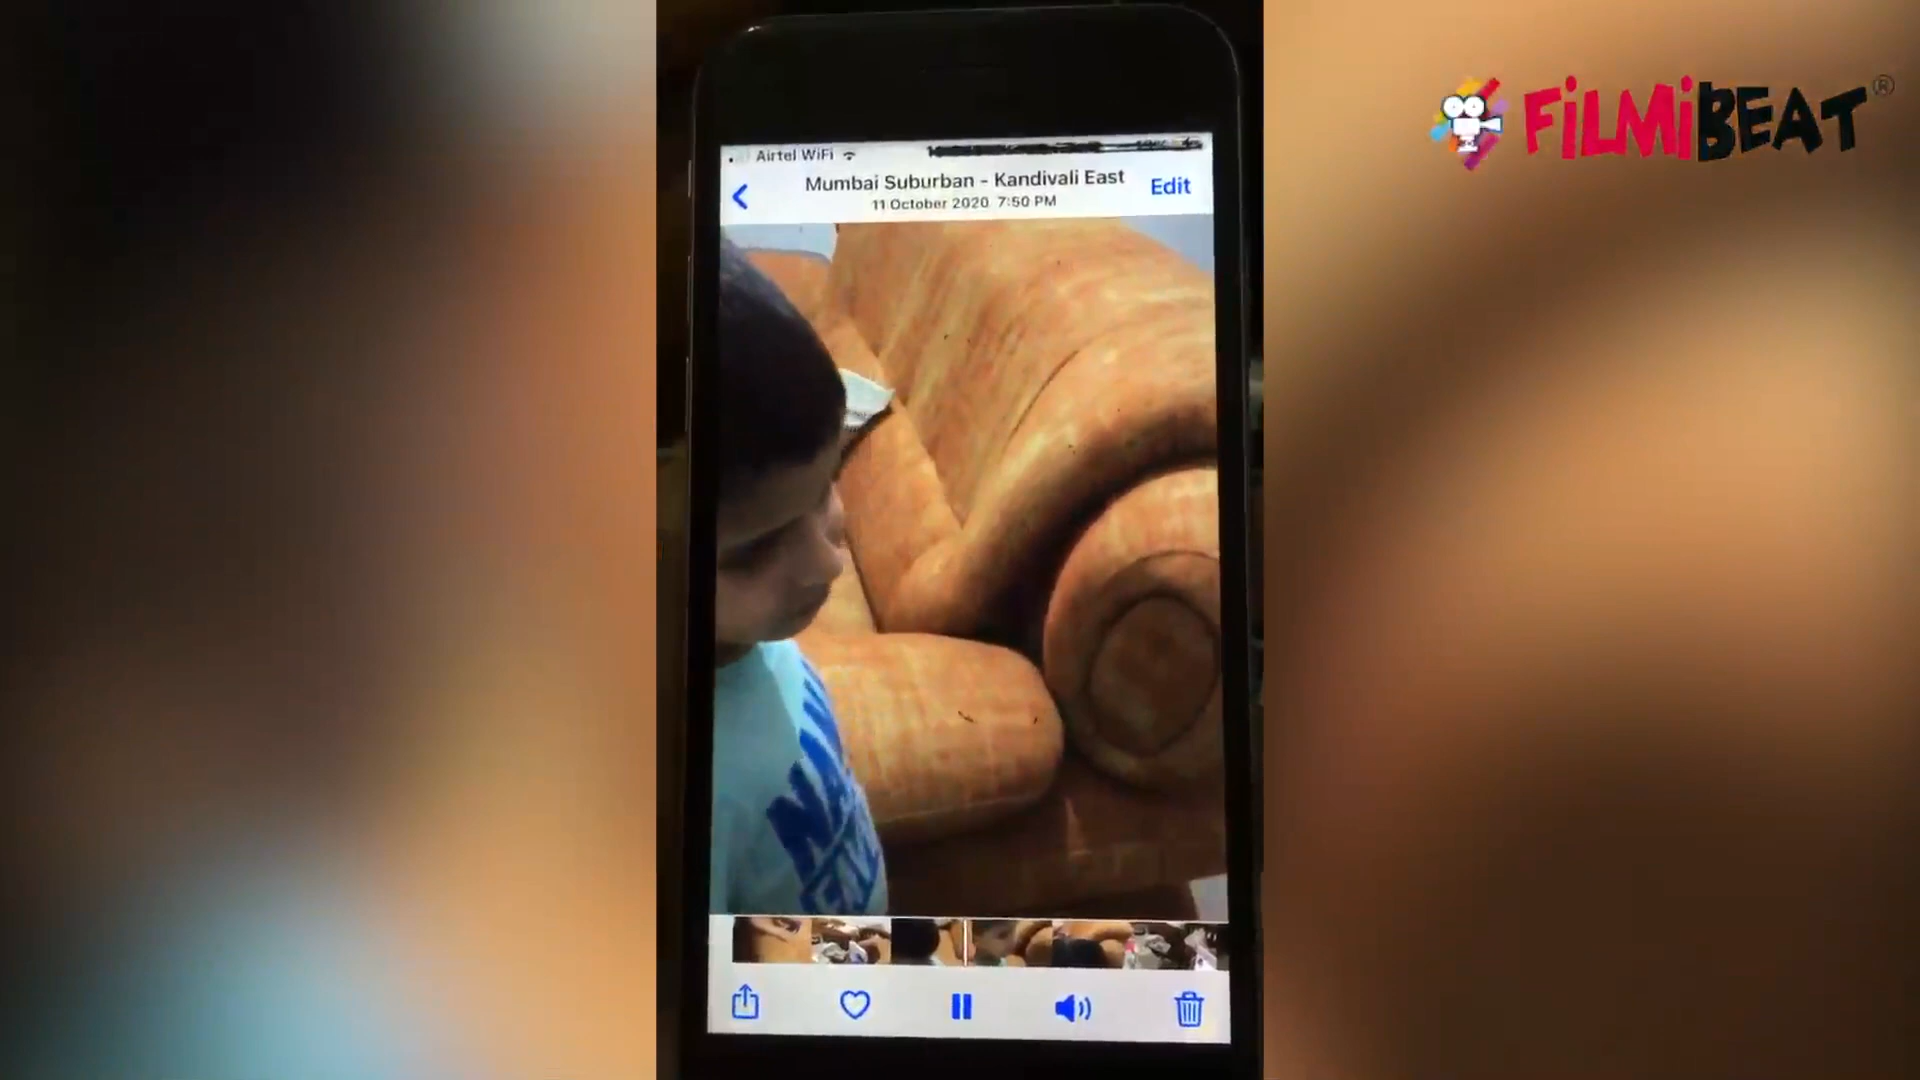 FiLMiBEAT®
Airtel WiFi
Mumbai Suburban - Kandivali East
Edit
11 October 2020 7:50 PM